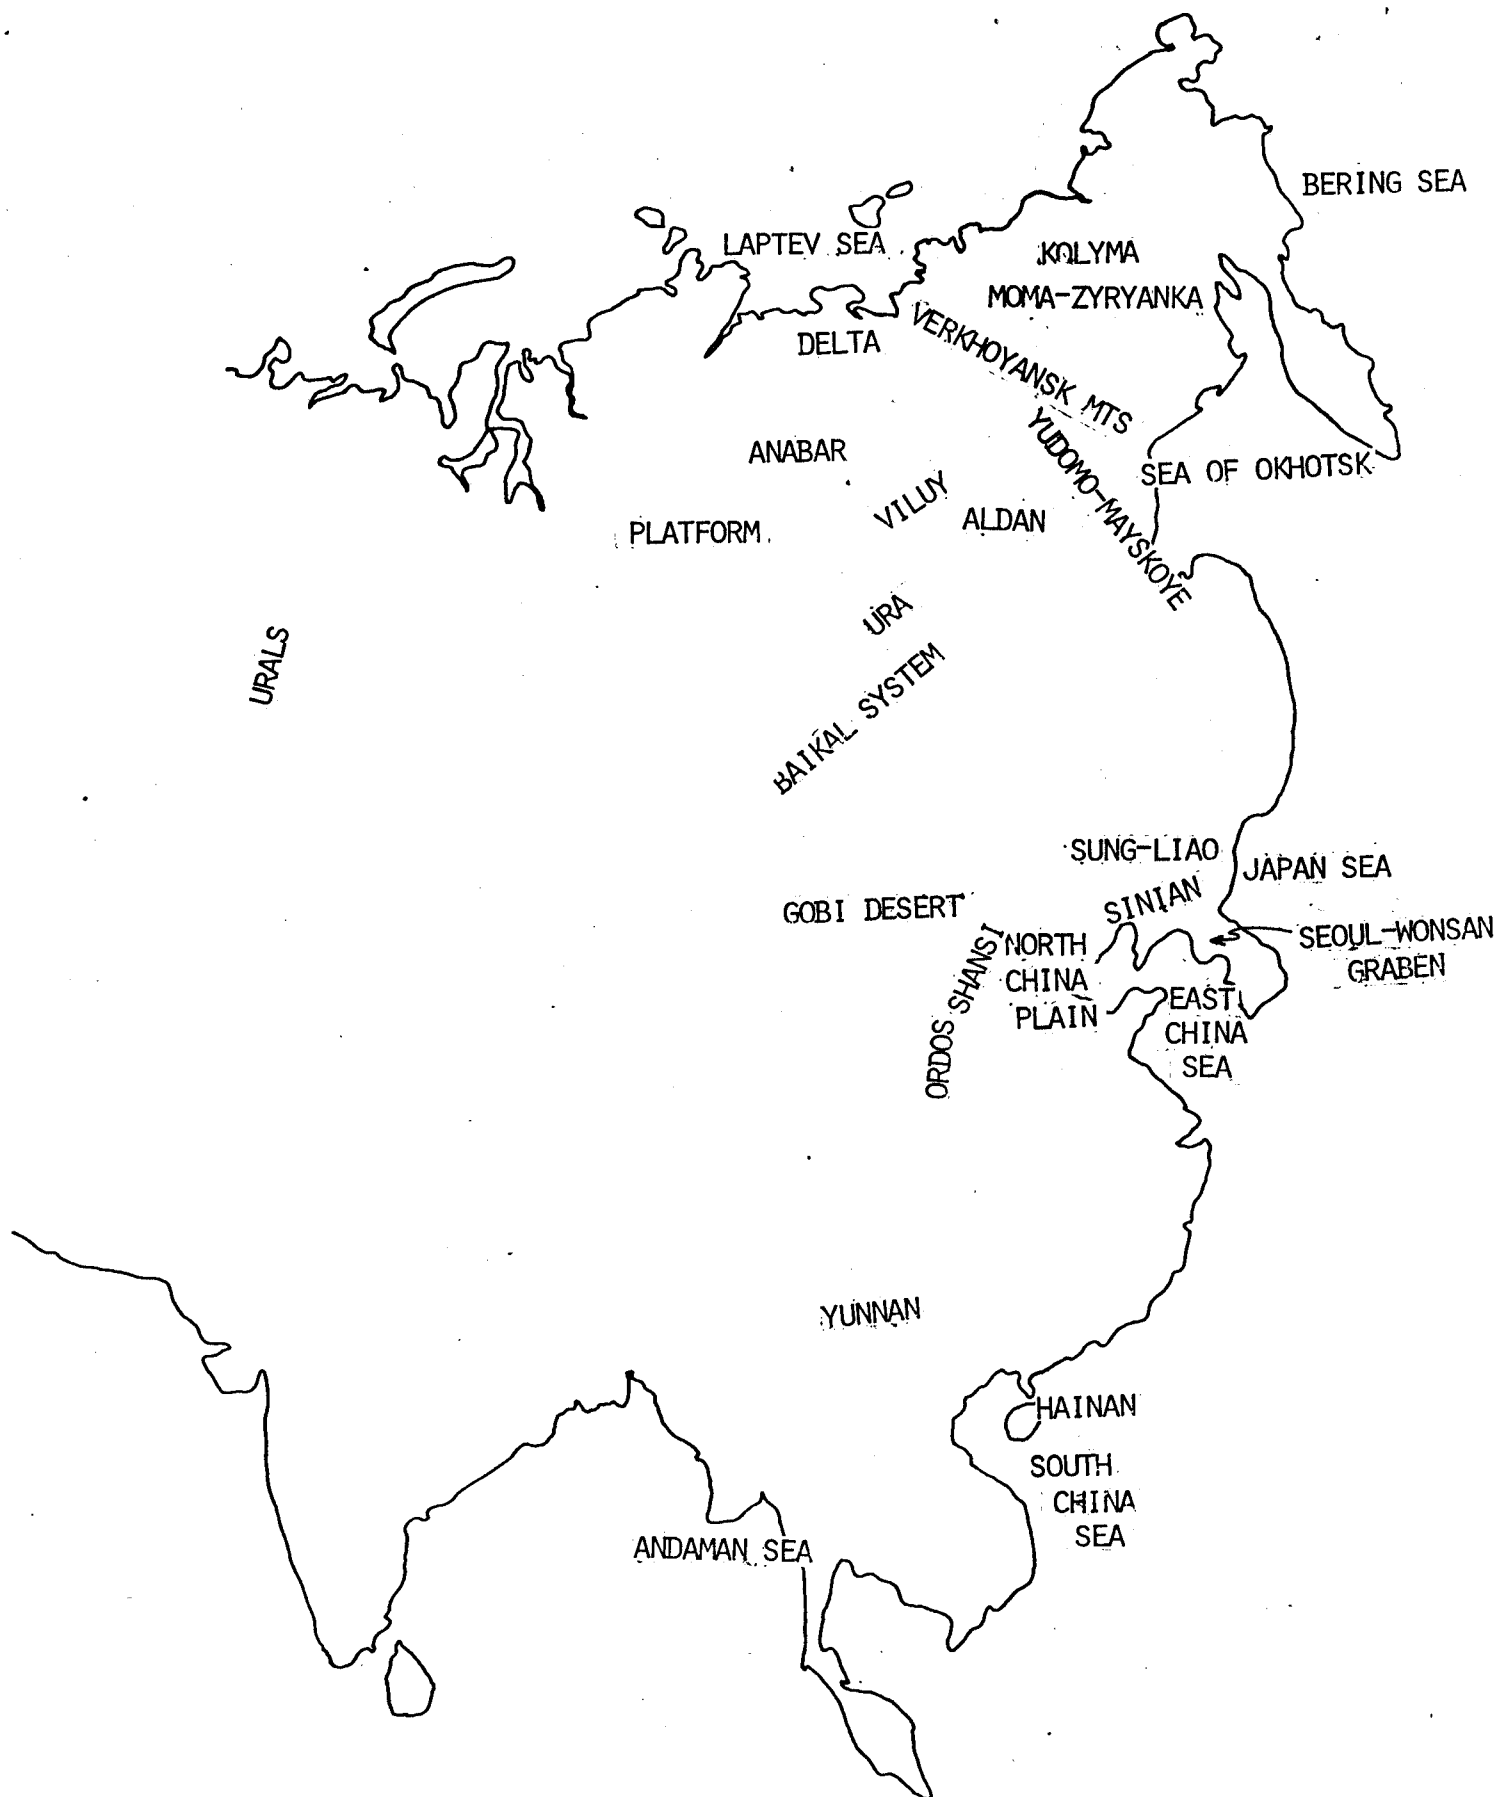 BERING SEA
LAPTEV SEA
KOLYMA
MOMA-ZYRYANKA
DELTA
VERKHOYANSK MTS
YUDOMO-MAYSKOYE
ANABAR
SEA OF OKHOTSK
VILUY
ALDAN
PLATFORM
URA
URALS
BAIKAL SYSTEM
SUNG-LIAO
JAPAN SEA
SINIAN
GOBI DESERT
SEOUL-WONSAN
GRABEN
ORDOS SHANSI
NORTH
CHINA
PLAIN
EAST
CHINA
SEA
YUNNAN
HAINAN
SOUTH
CHINA
SEA
ANDAMAN SEA